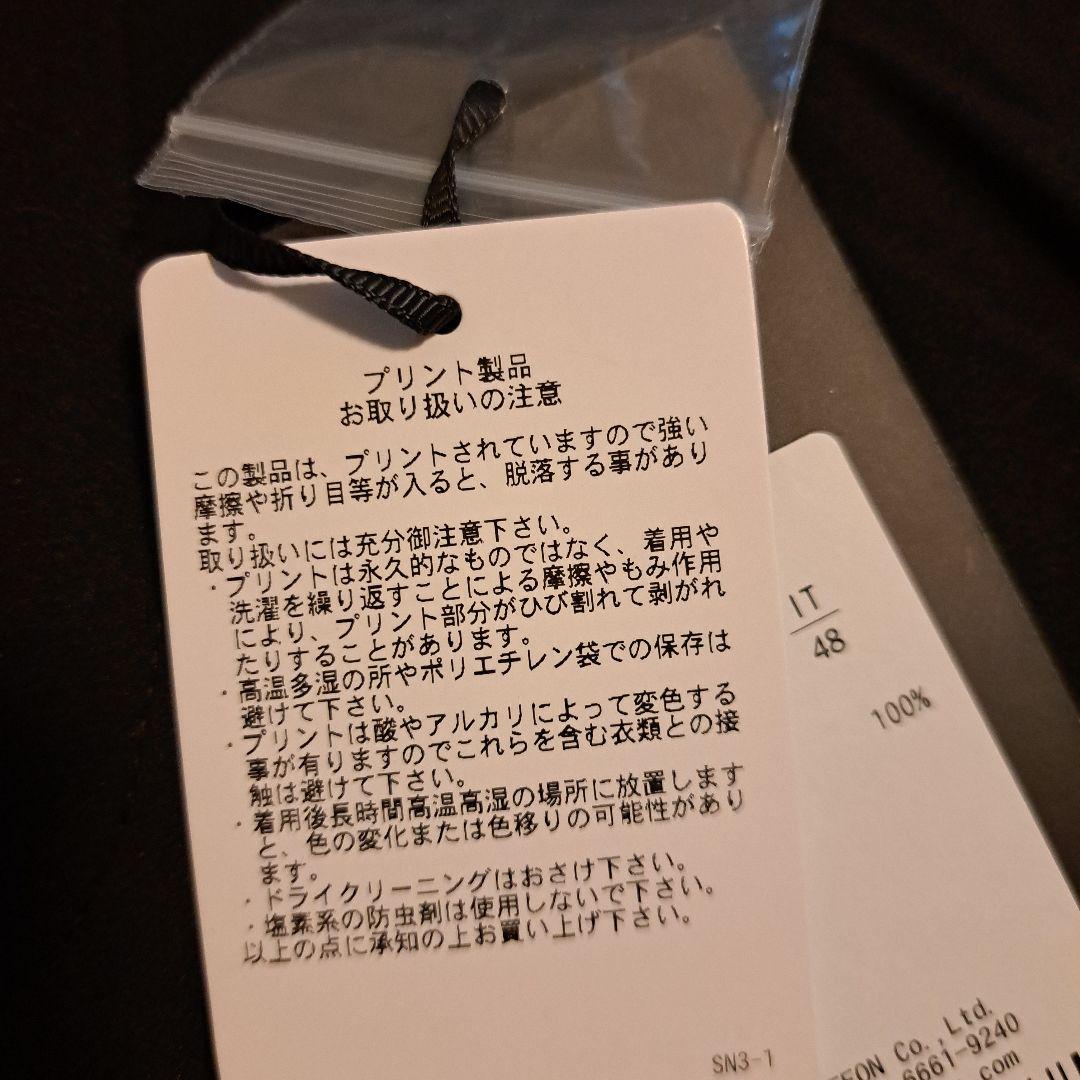 プリント製品
お取り扱いの注意
この製品は、プリントされていますので強い
摩擦や折り目等が入ると、脱落する事があり
ます。
取り扱いには充分御注意下さい。
・プリントは永久的なものではなく、着用や
洗濯を繰り返すことによる摩擦やもみ作用
により、プリント部分がひび割れて剥がれ
たりすることがあります。
・高温多湿の所やポリエチレン袋での保存は
避けて下さい。
・プリントは酸やアルカリによって変色する
事が有りますのでこれらを含む衣類との接
触は避けて下さい。
・着用後長時間高温高湿の場所に放置します
と、色の変化または色移りの可能性があり
ます。
・ドライクリーニングはおさけ下さい。
・塩素系の防虫剤は使用しないで下さい。
以上の点に承知の上お買い上げ下さい。
SN3-1
IT
48
100%
EON Co.,Ltd.
6661-9240
.com